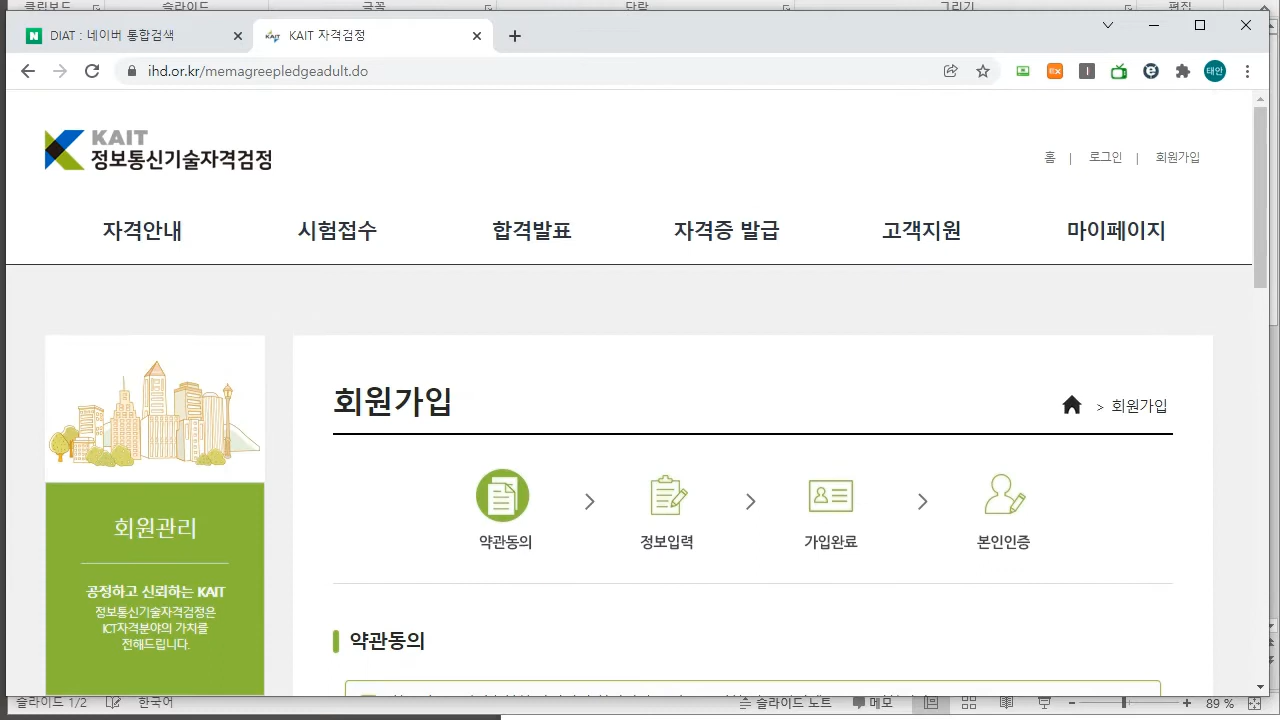 클립보드 슬라이드 글꼴 단락 그리기 편집
DIAT : 네이버 통합검색
KAIT 자격검정
ihd.or.kr/memagreepledgeadult.do
태안
KAIT
정보통신기술자격검정
홈 | 로그인 | 회원가입
자격안내 시험접수 합격발표 자격증 발급 고객지원 마이페이지
회원가입
> 회원가입
약관동의 정보입력 가입완료 본인인증
회원관리
공정하고 신뢰하는 KAIT
정보통신기술자격검정은
ICT자격분야의 가치를
전해드립니다.
약관동의
슬라이드 1/2 한국어 슬라이드 노트 메모 89 %